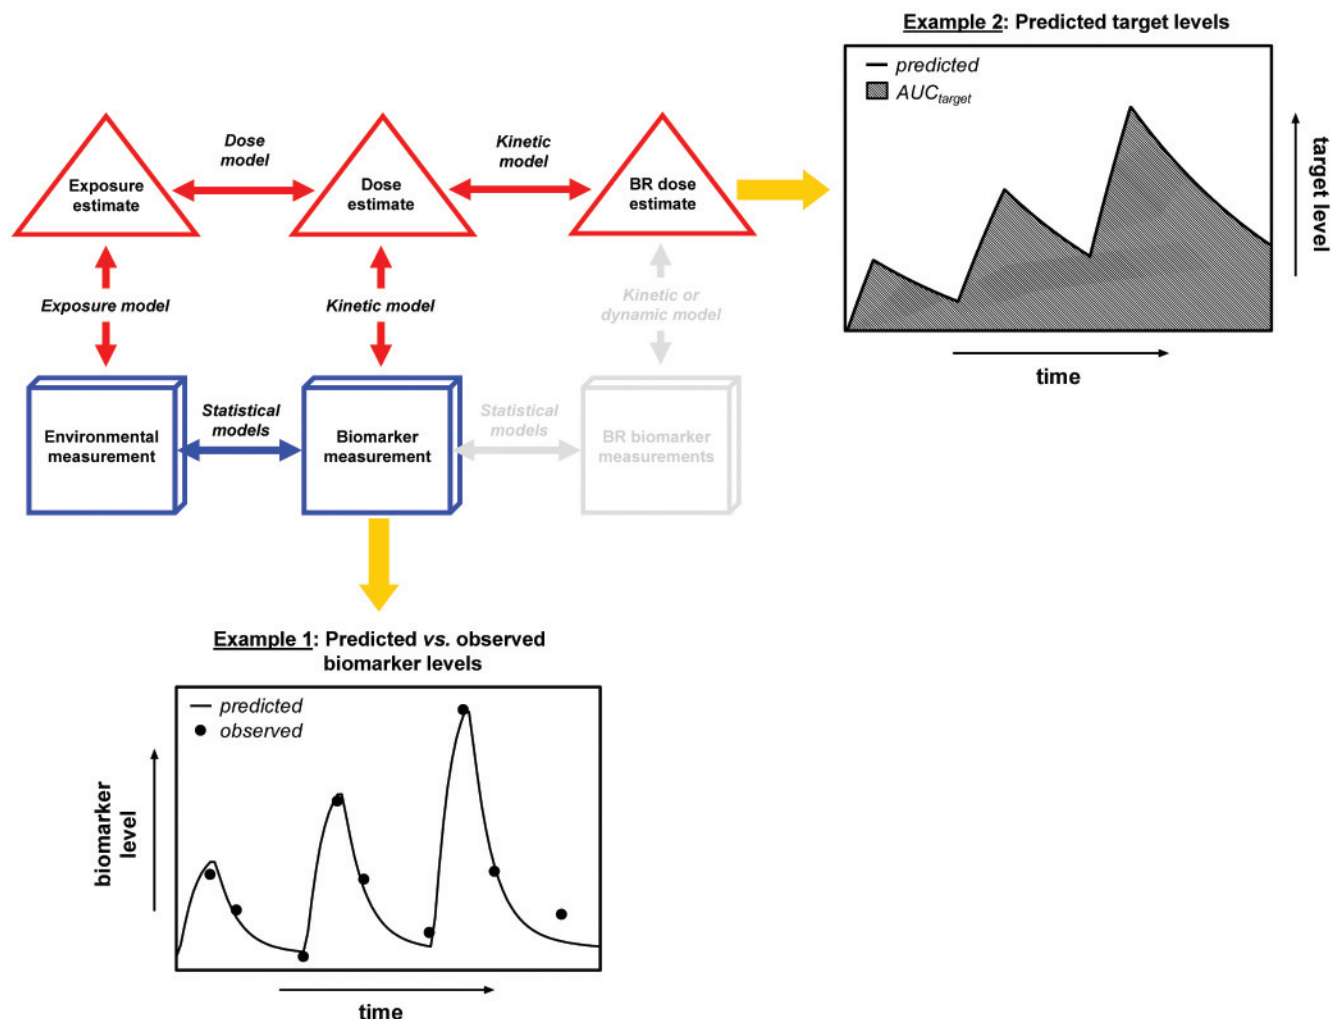 Example 2: Predicted target levels
predicted
AUCtarget
target level
time
Dose
model
Kinetic
model
Exposure
estimate
Dose
estimate
BR dose
estimate
Exposure model
Kinetic model
Kinetic or
dynamic model
Environmental
measurement
Statistical
models
Biomarker
measurement
Statistical
models
BR biomarker
measurements
Example 1: Predicted vs. observed
biomarker levels
predicted
observed
biomarker
level
time